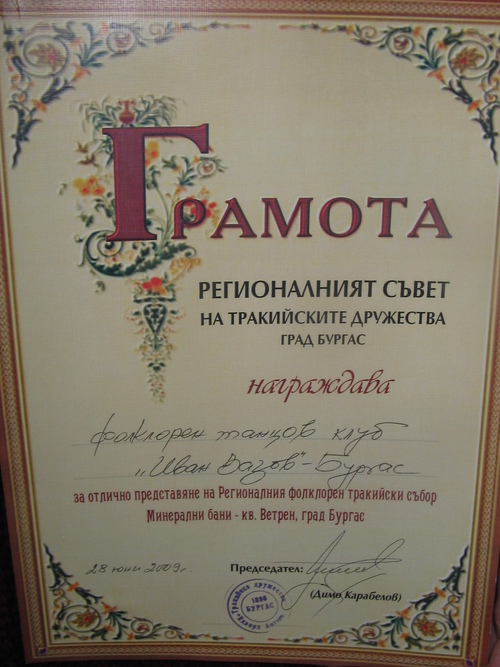 ГРАМОТА
РЕГИОНАЛНИЯТ СЪВЕТ
НА ТРАКИЙСКИТЕ ДРУЖЕСТВА
ГРАД БУРГАС
награждава
фолклорен танцов клуб
„Иван Вазов"-Бургас
за отлично представяне на Регионалния фолклорен тракийски събор
Минерални бани - кв. Ветрен, град Бургас
28 юни 2009г.
Председател:
(Димо Карабелов)
1896
БУРГАС